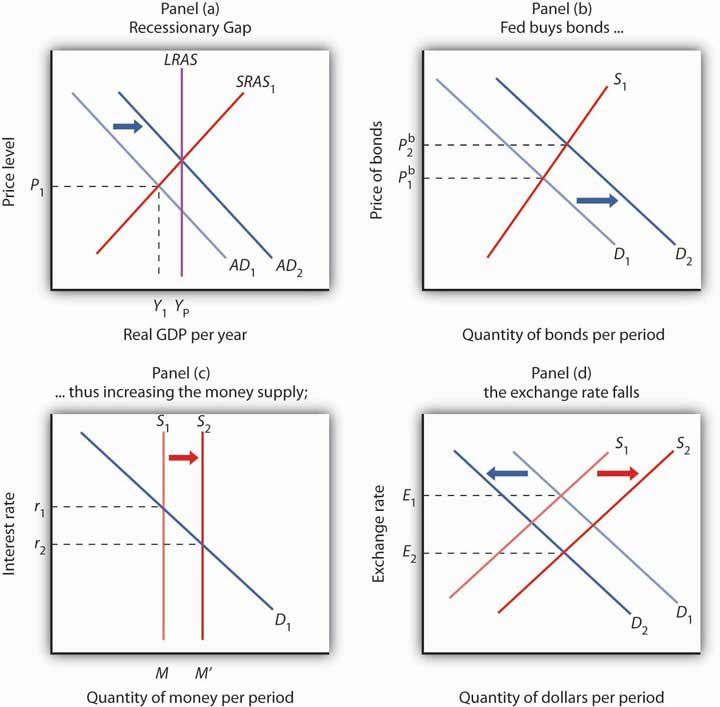 Panel (a)
Recessionary Gap
LRAS
SRAS1
Price level
P1
AD1
AD2
Y1 YP
Real GDP per year
Panel (b)
Fed buys bonds ...
S1
Price of bonds
Pb2
Pb1
D1
D2
Quantity of bonds per period
Panel (c)
... thus increasing the money supply;
S1
S2
Interest rate
r1
r2
D1
M
M′
Quantity of money per period
Panel (d)
the exchange rate falls
S1
S2
Exchange rate
E1
E2
D1
D2
Quantity of dollars per period